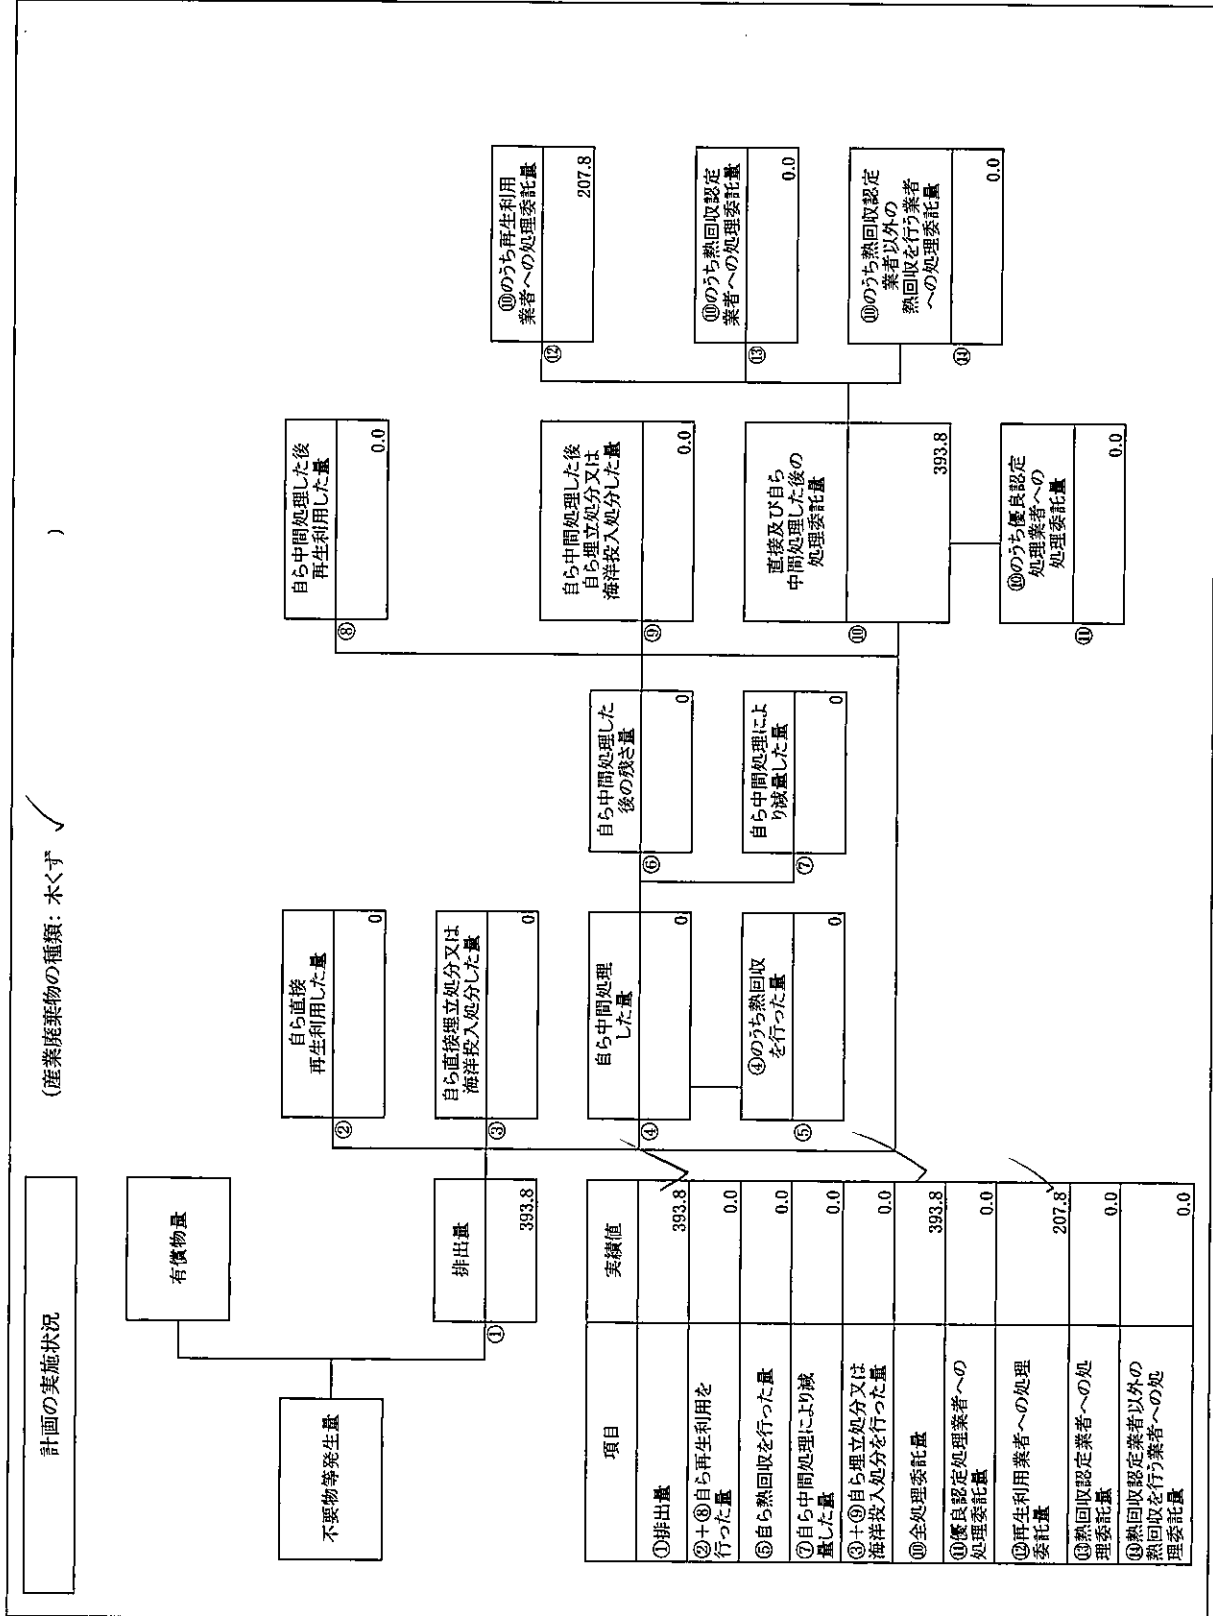 計画の実施状況
(産業廃棄物の種類: 木くず
)
不要物等発生量
有償物量
①
排出量
393.8
②
自ら直接
再生利用した量
0
③
自ら直接埋立処分又は
海洋投入処分した量
0
④
自ら中間処理
した量
0
⑤
④のうち熱回収
を行った量
0
⑥
自ら中間処理した
後の残さ量
0
⑦
自ら中間処理によ
り減量した量
0
⑧
自ら中間処理した後
再生利用した量
0.0
⑨
自ら中間処理した後
自ら埋立処分又は
海洋投入処分した量
0.0
⑩
直接及び自ら
中間処理した後の
処理委託量
393.8
⑪
⑩のうち優良認定
処理業者への
処理委託量
0.0
⑫
⑩のうち再生利用
業者への処理委託量
207.8
⑬
⑩のうち熱回収認定
業者への処理委託量
0.0
⑭
⑩のうち熱回収認定
業者以外の
熱回収を行う業者
への処理委託量
0.0
項目 実績値
①排出量 393.8
②+⑧自ら再生利用を
行った量 0.0
⑤自ら熱回収を行った量 0.0
⑦自ら中間処理により減
量した量 0.0
③+⑨自ら埋立処分又は
海洋投入処分を行った量 0.0
⑩全処理委託量 393.8
⑪優良認定処理業者への
処理委託量 0.0
⑫再生利用業者への処理
委託量 207.8
⑬熱回収認定業者への処
理委託量 0.0
⑭熱回収認定業者以外の
熱回収を行う業者への処
理委託量 0.0